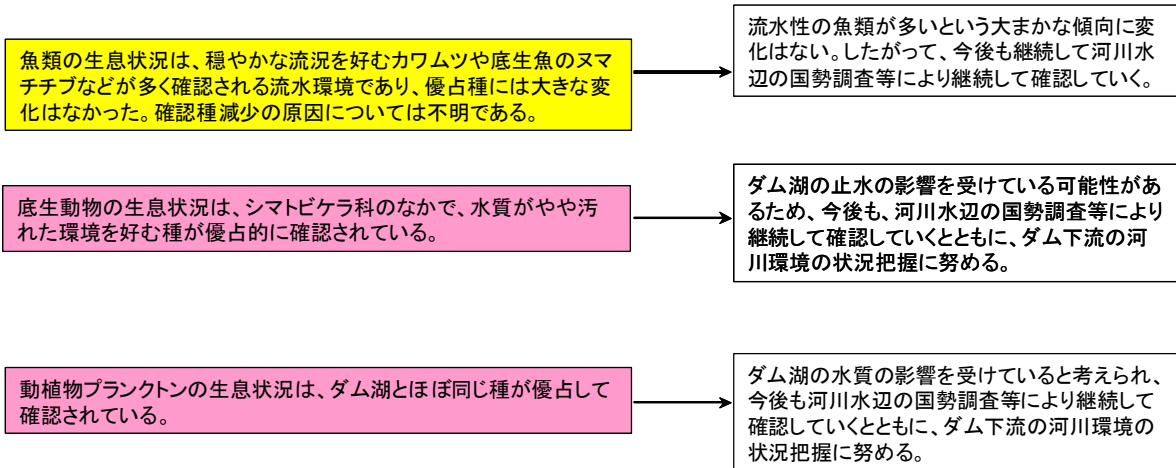 魚類の生息状況は、穏やかな流況を好むカワムツや底生魚のヌマ
チチブなどが多く確認される流水環境であり、優占種には大きな変
化はなかった。確認種減少の原因については不明である。
流水性の魚類が多いという大まかな傾向に変
化はない。したがって、今後も継続して河川水
辺の国勢調査等により継続して確認していく。
底生動物の生息状況は、シマトビケラ科のなかで、水質がやや汚
れた環境を好む種が優占的に確認されている。
ダム湖の止水の影響を受けている可能性があ
るため、今後も、河川水辺の国勢調査等により
継続して確認していくとともに、ダム下流の河
川環境の状況把握に努める。
動植物プランクトンの生息状況は、ダム湖とほぼ同じ種が優占して
確認されている。
ダム湖の水質の影響を受けていると考えられ、
今後も河川水辺の国勢調査等により継続して
確認していくとともに、ダム下流の河川環境の
状況把握に努める。